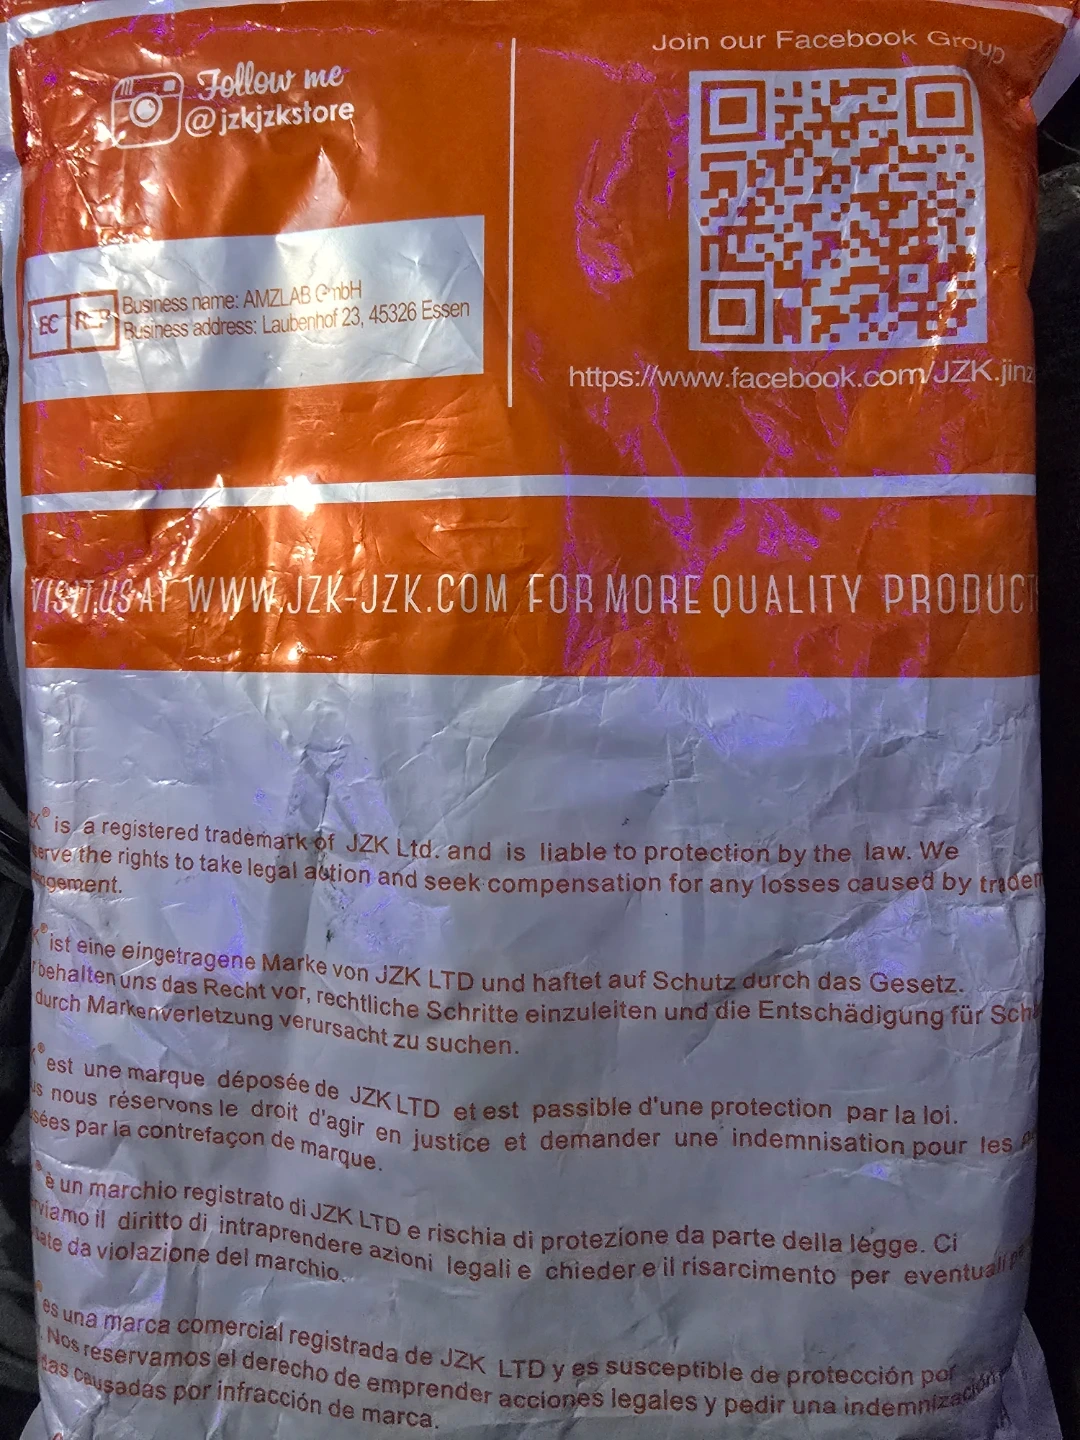 Follow me
@jzkjzkstore
Join our Facebook Group
EC REP
Business name: AMZLAB GmbH
Business address: Laubenhof 23, 45326 Essen
https://www.facebook.com/JZK.jinz
VISIT US AT WWW.JZK-JZK.COM FOR MORE QUALITY PRODUCTS
is a registered trademark of JZK Ltd. and is liable to protection by the law. We
the rights to take legal action and seek compensation for any losses caused by
ist eine eingetragene Marke von JZK LTD und haftet auf Schutz durch das Gesetz.
behalten uns das Recht vor, rechtliche Schritte einzuleiten und die Entschädigung für
durch Markenverletzung verursacht zu suchen.
est une marque déposée de JZK LTD et est passible d'une protection par la loi.
nous réservons le droit d'agir en justice et demander une indemnisation pour les
par la contrefaçon de marque.
è un marchio registrato di JZK LTD e rischia di protezione da parte della legge. Ci
il diritto di intraprendere azioni legali e chiedere il risarcimento per eventuali
da violazione del marchio.
es una marca comercial registrada de JZK LTD y es susceptible de protección por
Nos reservamos el derecho de emprender acciones legales y pedir una indemnización
causadas por infracción de marca.